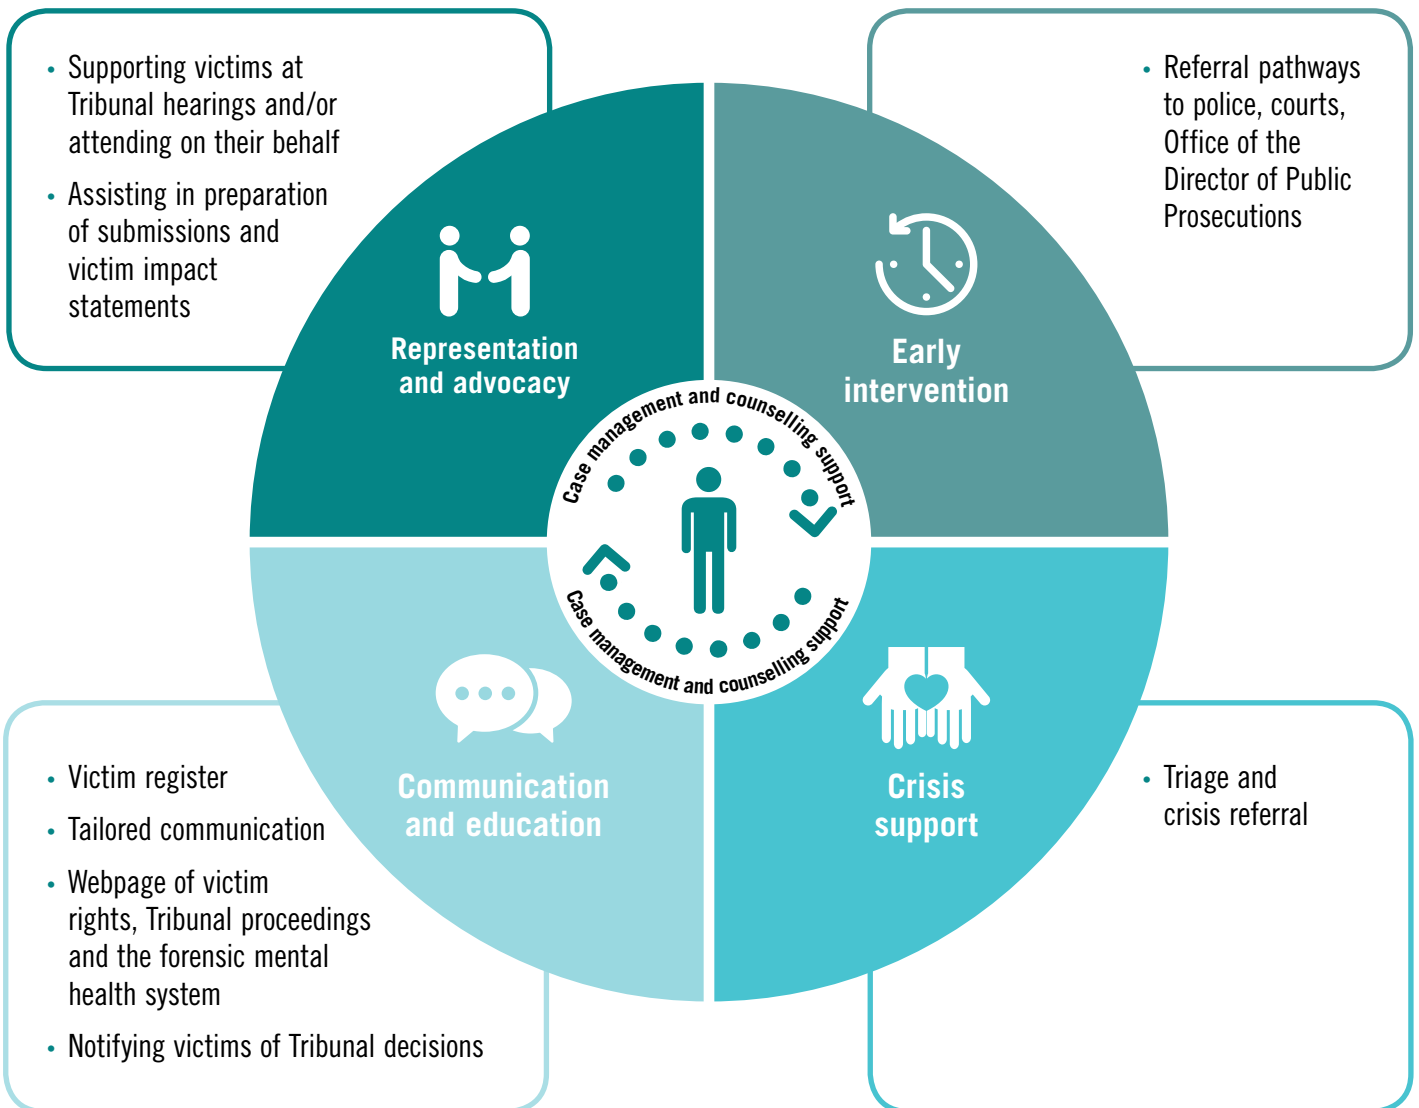 • Supporting victims at
Tribunal hearings and/or
attending on their behalf
• Assisting in preparation
of submissions and
victim impact
statements
• Referral pathways
to police, courts,
Office of the
Director of Public
Prosecutions
Representation
and advocacy
Early
intervention
Case management and counselling support
Case management and counselling support
Communication
and education
Crisis
support
• Victim register
• Tailored communication
• Webpage of victim
rights, Tribunal proceedings
and the forensic mental
health system
• Notifying victims of Tribunal decisions
• Triage and
crisis referral